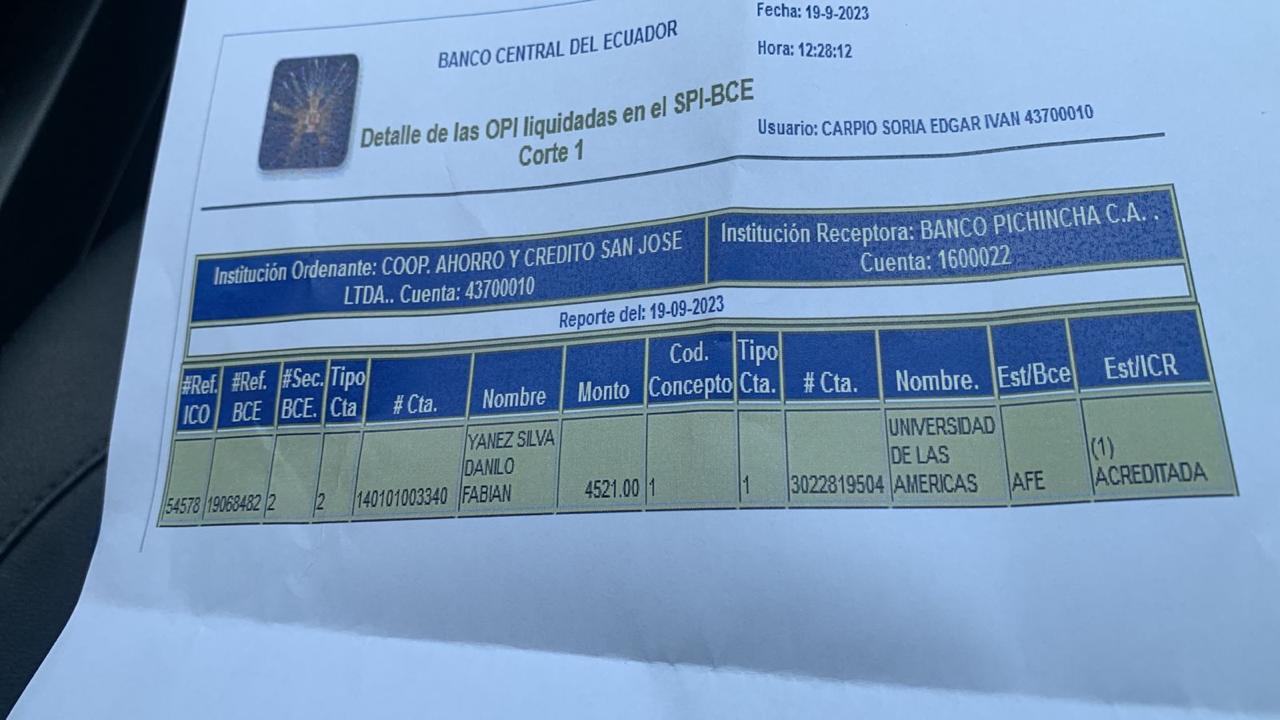 Fecha: 19-9-2023
BANCO CENTRAL DEL ECUADOR
Hora: 12:28:12
Detalle de las OPI liquidadas en el SPI-BCE
Corte 1
Usuario: CARPIO SORIA EDGAR IVAN 43700010
Institución Ordenante: COOP. AHORRO Y CREDITO SAN JOSE
LTDA.. Cuenta: 43700010
Institución Receptora: BANCO PICHINCHA C.A. .
Cuenta: 1600022
Reporte del: 19-09-2023
#Ref. ICO #Ref. BCE #Sec. BCE. Tipo Cta # Cta. Nombre Monto Cod. Concepto Tipo Cta. # Cta. Nombre. Est/Bce Est/ICR
54578 19068482 2 2 140101003340 YANEZ SILVA DANILO FABIAN 4521.00 1 1 3022819504 UNIVERSIDAD DE LAS AMERICAS AFE (1) ACREDITADA